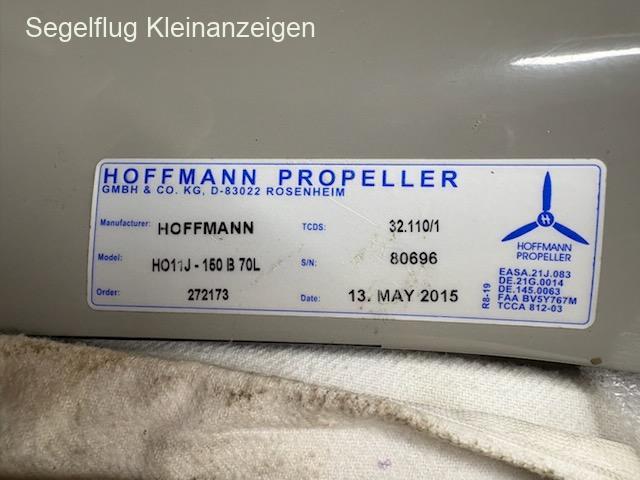 Segelflug Kleinanzeigen
HOFFMANN PROPELLER
GMBH & CO. KG, D-83022 ROSENHEIM
Manufacturer: HOFFMANN TCDS: 32.110/1
Model: HO11J - 150 B 70L S/N: 80696
Order: 272173 Date: 13. MAY 2015
H
HOFFMANN
PROPELLER
R8-19
EASA.21J.083
DE.21G.0014
DE.145.0063
FAA BV5Y767M
TCCA 812-03